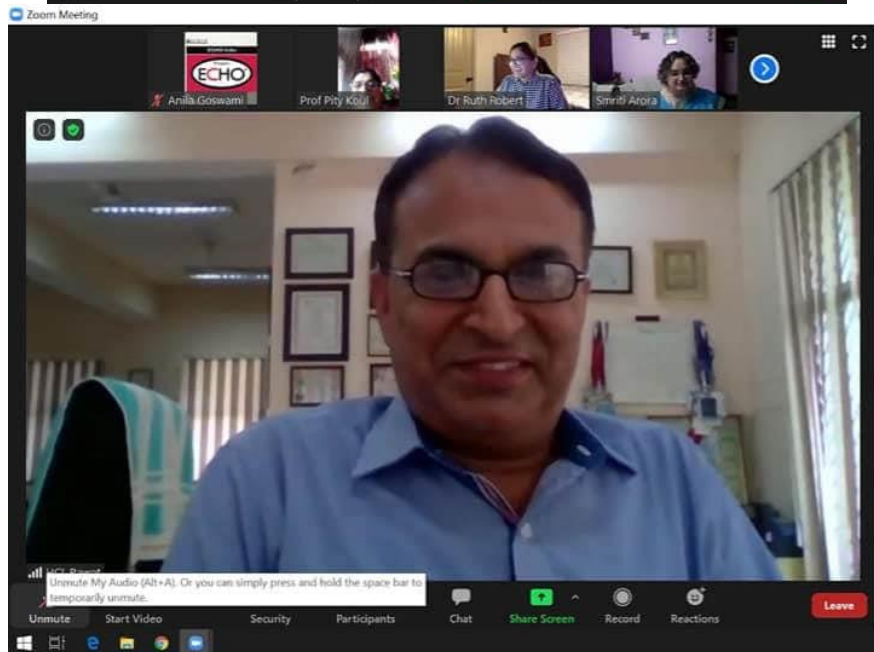 Zoom Meeting
ECHO
Anila Goswami
Prof Pity Koul
Dr Ruth Robert
Smriti Arora
HCL Rawat
Unmute My Audio (Alt+A). Or you can simply press and hold the space bar to
temporarily unmute.
Unmute
Start Video
Security
Participants
Chat
Share Screen
Record
Reactions
Leave